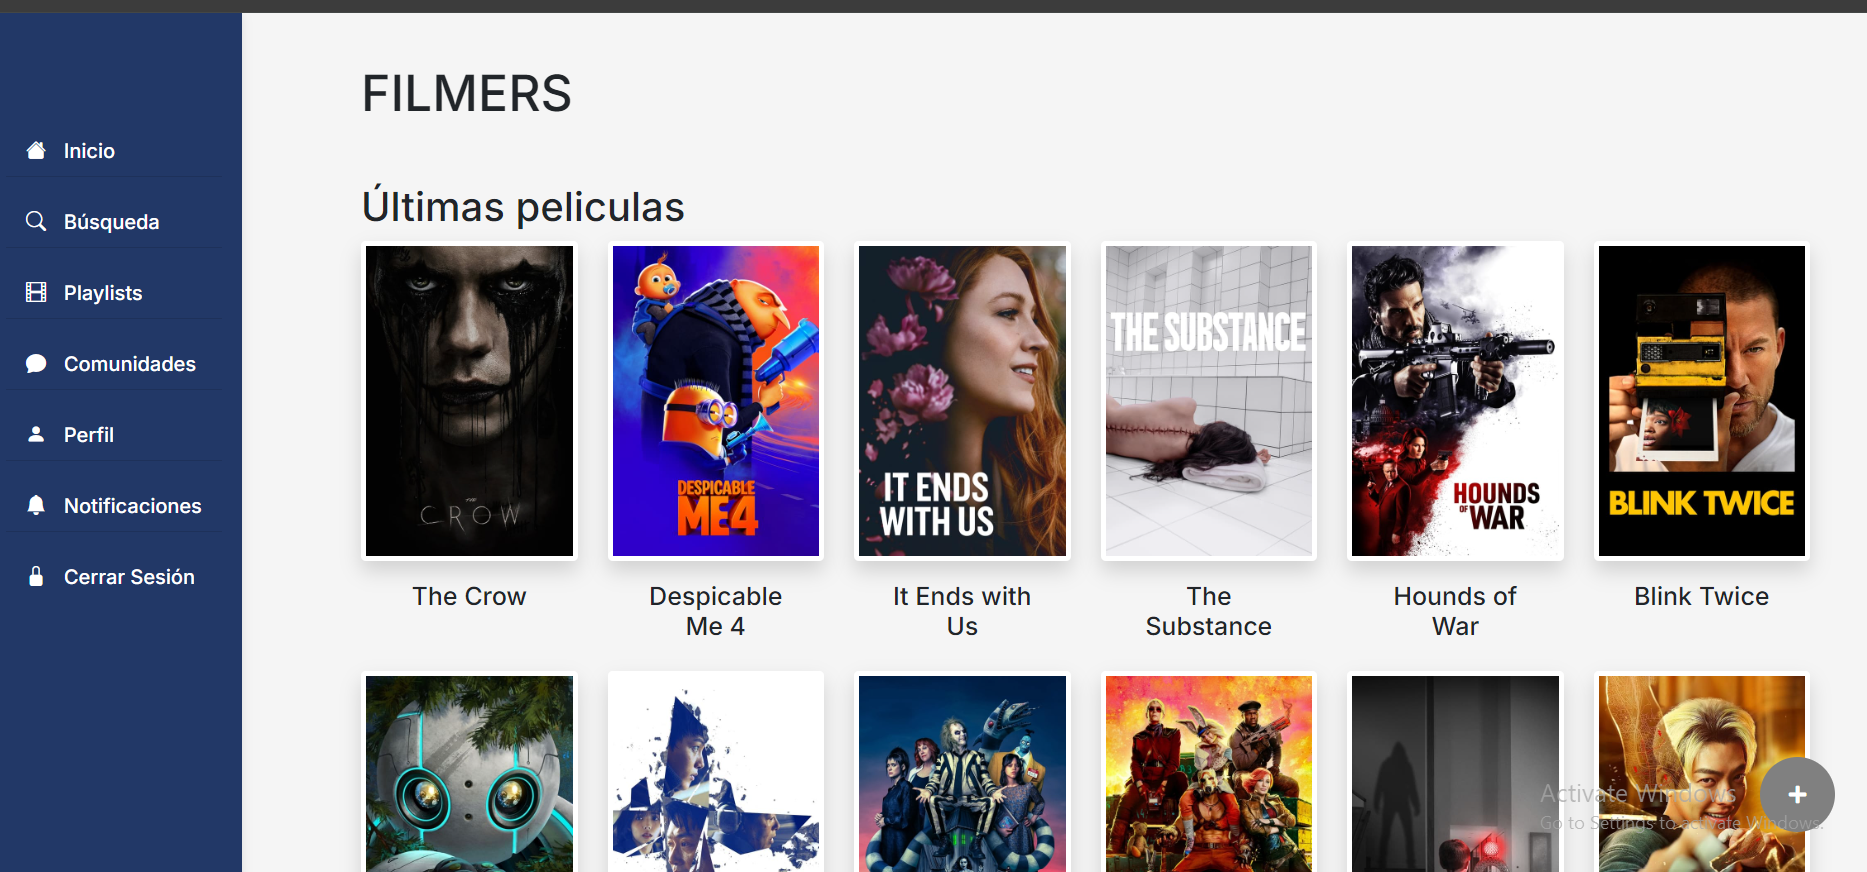 FILMERS
Inicio
Búsqueda
Playlists
Comunidades
Perfil
Notificaciones
Cerrar Sesión
Últimas peliculas
THE
CROW
DESPICABLE
ME4
IT ENDS
WITH US
THE SUBSTANCE
HOUNDS
OF WAR
BLINK TWICE
The Crow
Despicable
Me 4
It Ends with
Us
The
Substance
Hounds of
War
Blink Twice
Activate Windows
Go to Settings to activate Windows.